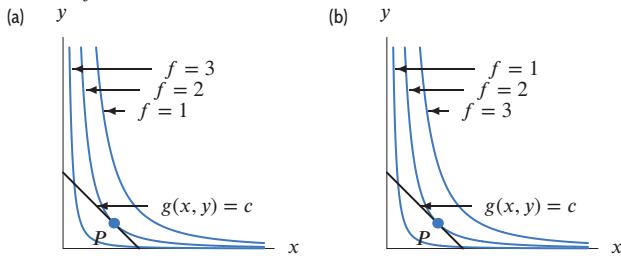 (a)
y
f = 3
f = 2
f = 1
g(x, y) = c
P
x
(b)
y
f = 1
f = 2
f = 3
g(x, y) = c
P
x